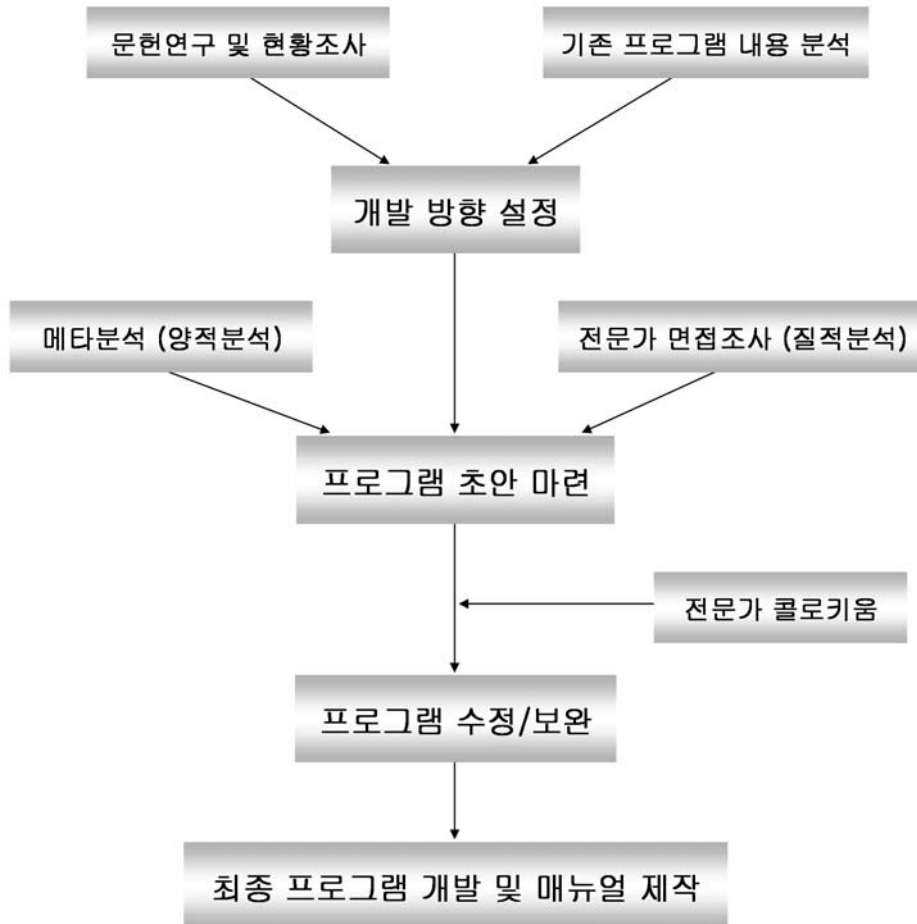 문헌연구 및 현황조사
기존 프로그램 내용 분석
개발 방향 설정
메타분석 (양적분석)
전문가 면접조사 (질적분석)
프로그램 초안 마련
전문가 콜로키움
프로그램 수정/보완
최종 프로그램 개발 및 매뉴얼 제작